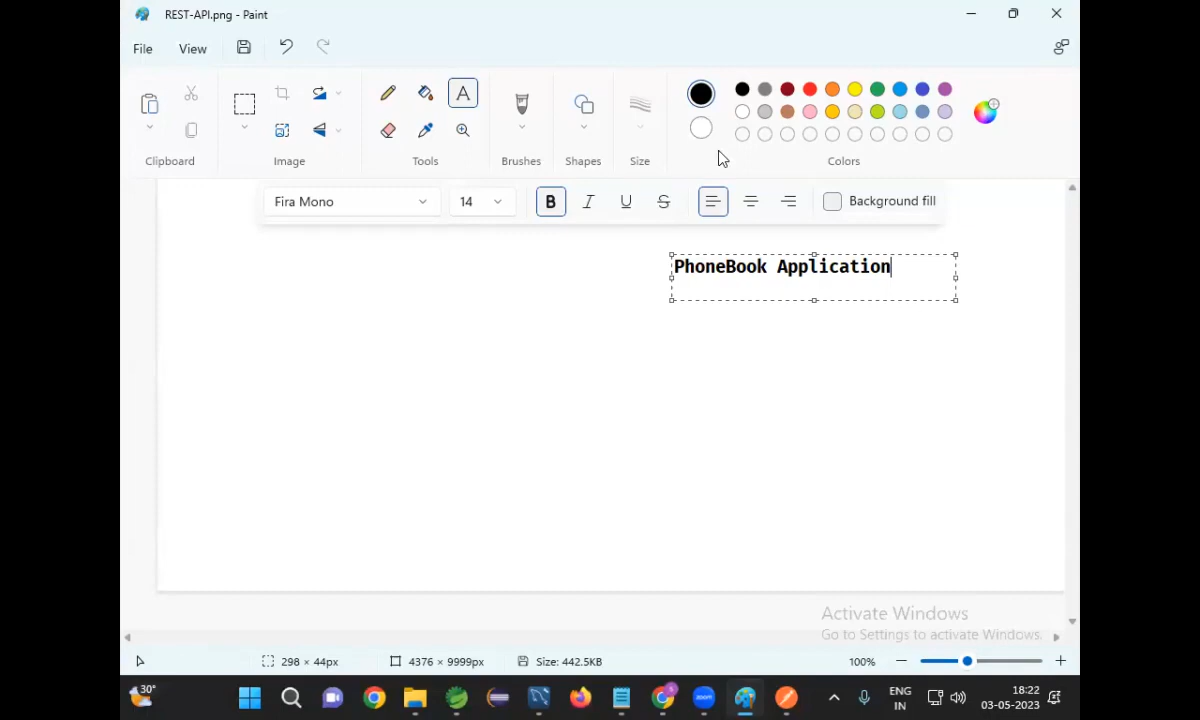 REST-API.png - Paint
File View
Clipboard
Image
Tools
Brushes
Shapes
Size
Colors
Fira Mono 14 B I U S Background fill
PhoneBook Application
Activate Windows
Go to Settings to activate Windows.
298 × 44px 4376 × 9999px Size: 442.5KB 100%
30° zoom ENG 18:22
IN 03-05-2023